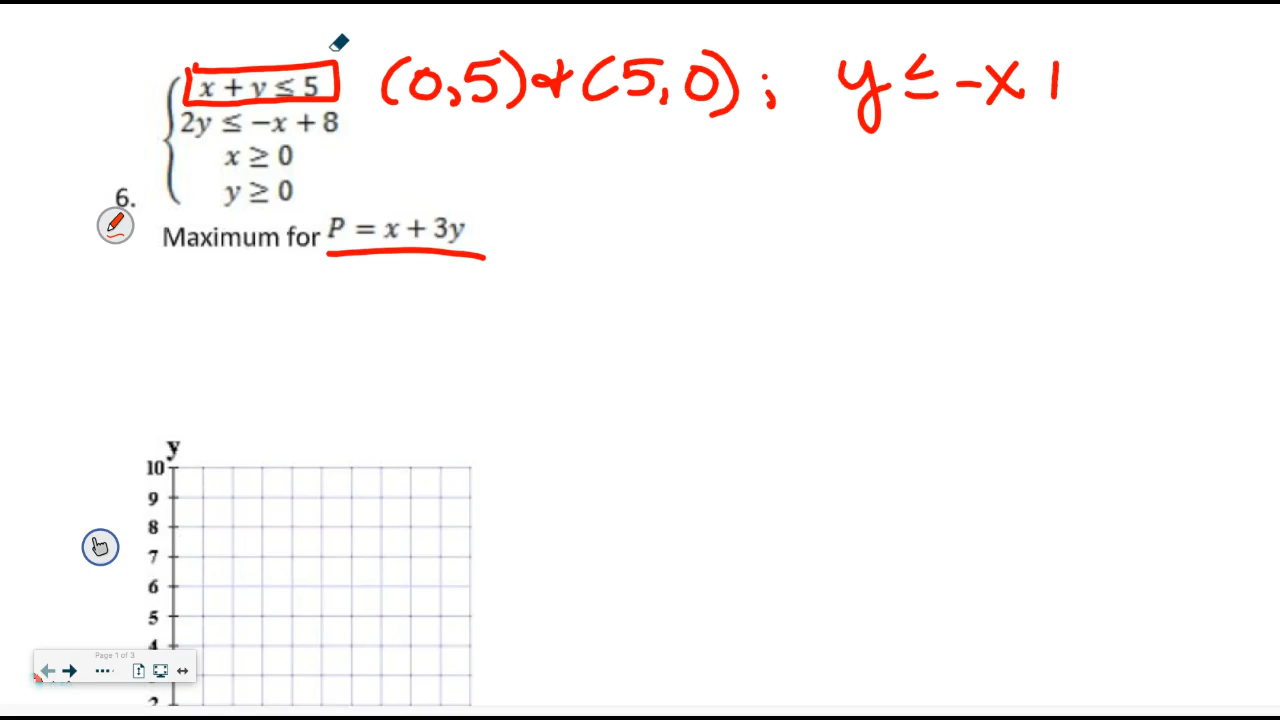 x + y ≤ 5 (0,5) & (5,0); y ≤ -x
2y ≤ −x + 8
x ≥ 0
y ≥ 0
6.
Maximum for P = x + 3y
y
10
9
8
7
6
5
4
Page 1 of 3
2